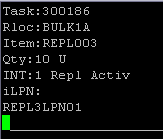 Task:300186
Rloc:BULK1A
Item:REPL003
Qty:10 U
INT:1 Repl Activ
iLPN:
REPL3LPN01